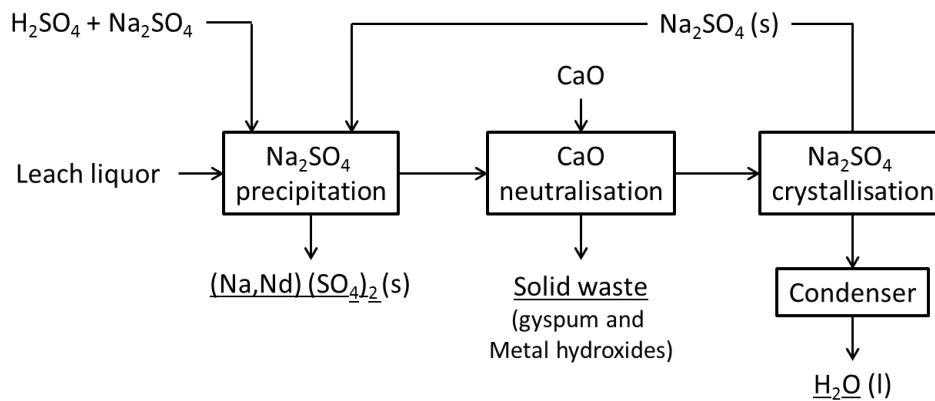 H₂SO₄ + Na₂SO₄
Na₂SO₄ (s)
CaO
Leach liquor
Na₂SO₄
precipitation
CaO
neutralisation
Na₂SO₄
crystallisation
(Na,Nd) (SO₄)₂ (s)
Solid waste
(gyspum and
Metal hydroxides)
Condenser
H₂O (l)